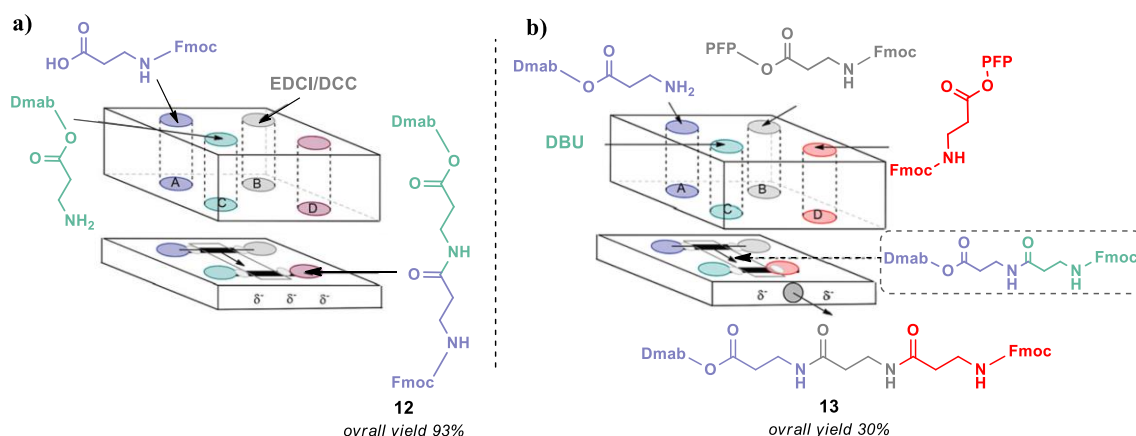 a)
O
HO
N
H
Fmoc
EDCI/DCC
Dmab
O
O
NH2
A
B
C
D
δ- δ- δ-
Dmab
O
O
NH
O
NH
Fmoc
12
ovrall yield 93%
b)
Dmab
O
O
NH2
PFP
O
O
N
H
Fmoc
PFP
O
O
NH
Fmoc
DBU
A
B
C
D
δ- δ-
Dmab
O
O
N
H
O
N
H
Fmoc
Dmab
O
O
N
H
O
N
H
O
N
H
Fmoc
13
ovrall yield 30%